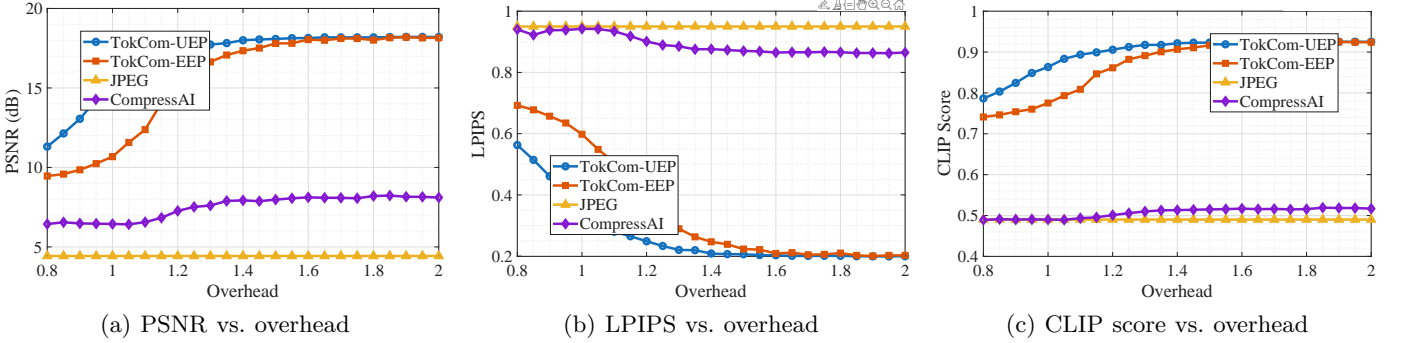 20
15
10
5
PSNR (dB)
0.8 1 1.2 1.4 1.6 1.8 2
Overhead
TokCom-UEP
TokCom-EEP
JPEG
CompressAI
(a) PSNR vs. overhead
1
0.8
0.6
0.4
0.2
LPIPS
0.8 1 1.2 1.4 1.6 1.8 2
Overhead
TokCom-UEP
TokCom-EEP
JPEG
CompressAI
(b) LPIPS vs. overhead
1
0.9
0.8
0.7
0.6
0.5
0.4
CLIP Score
0.8 1 1.2 1.4 1.6 1.8 2
Overhead
TokCom-UEP
TokCom-EEP
JPEG
CompressAI
(c) CLIP score vs. overhead